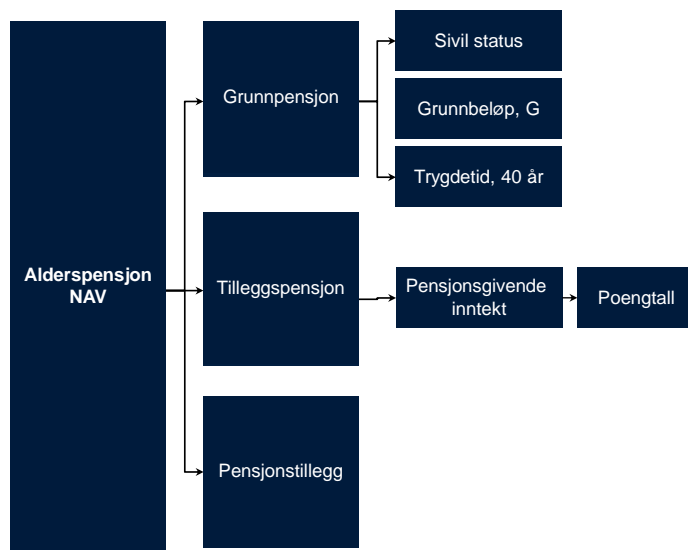 Alderspensjon
NAV
Grunnpensjon
Sivil status
Grunnbeløp, G
Trygdetid, 40 år
Tilleggspensjon
Pensjonsgivende
inntekt
Poengtall
Pensjonstillegg